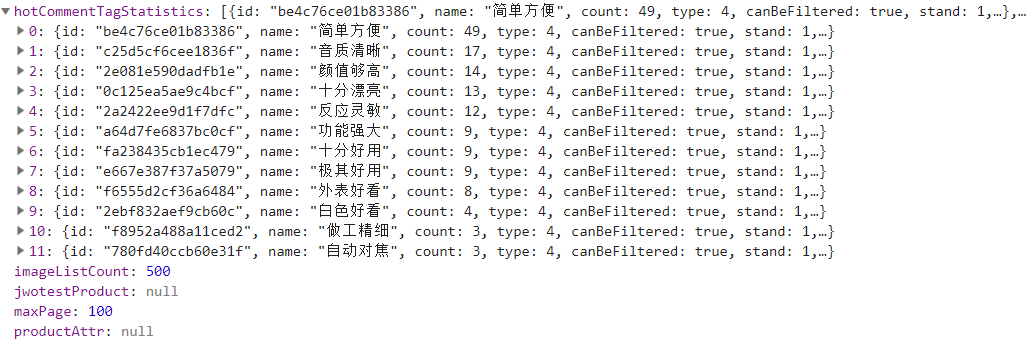 ▼hotCommentTagStatistics: [{id: "be4c76ce01b83386", name: "简单方便", count: 49, type: 4, canBeFiltered: true, stand: 1,…},…
▶0: {id: "be4c76ce01b83386", name: "简单方便", count: 49, type: 4, canBeFiltered: true, stand: 1,…}
▶1: {id: "c25d5cf6cee1836f", name: "音质清晰", count: 17, type: 4, canBeFiltered: true, stand: 1,…}
▶2: {id: "2e081e590dadfb1e", name: "颜值够高", count: 14, type: 4, canBeFiltered: true, stand: 1,…}
▶3: {id: "0c125ea5ae9c4bcf", name: "十分漂亮", count: 13, type: 4, canBeFiltered: true, stand: 1,…}
▶4: {id: "2a2422ee9d1f7dfc", name: "反应灵敏", count: 12, type: 4, canBeFiltered: true, stand: 1,…}
▶5: {id: "a64d7fe6837bc0cf", name: "功能强大", count: 9, type: 4, canBeFiltered: true, stand: 1,…}
▶6: {id: "fa238435cb1ec479", name: "十分好用", count: 9, type: 4, canBeFiltered: true, stand: 1,…}
▶7: {id: "e667e387f37a5079", name: "极其好用", count: 9, type: 4, canBeFiltered: true, stand: 1,…}
▶8: {id: "f6555d2cf36a6484", name: "外表好看", count: 8, type: 4, canBeFiltered: true, stand: 1,…}
▶9: {id: "2ebf832aef9cb60c", name: "白色好看", count: 4, type: 4, canBeFiltered: true, stand: 1,…}
▶10: {id: "f8952a488a11ced2", name: "做工精细", count: 3, type: 4, canBeFiltered: true, stand: 1,…}
▶11: {id: "780fd40ccb60e31f", name: "自动对焦", count: 3, type: 4, canBeFiltered: true, stand: 1,…}
imageListCount: 500
jwotestProduct: null
maxPage: 100
productAttr: null